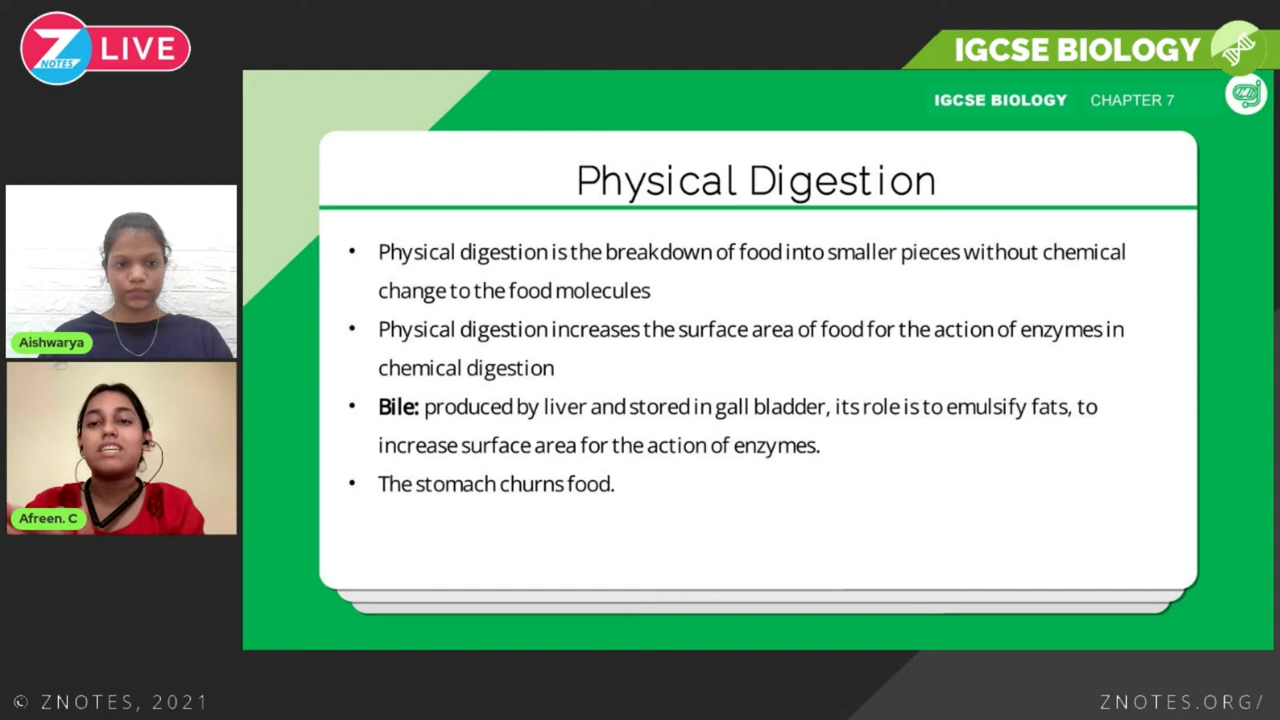 Z NOTES LIVE
IGCSE BIOLOGY
IGCSE BIOLOGY CHAPTER 7
Physical Digestion
• Physical digestion is the breakdown of food into smaller pieces without chemical
change to the food molecules
• Physical digestion increases the surface area of food for the action of enzymes in
chemical digestion
• Bile: produced by liver and stored in gall bladder, its role is to emulsify fats, to
increase surface area for the action of enzymes.
• The stomach churns food.
Aishwarya
Afreen. C
© ZNOTES, 2021
ZNOTES.ORG/